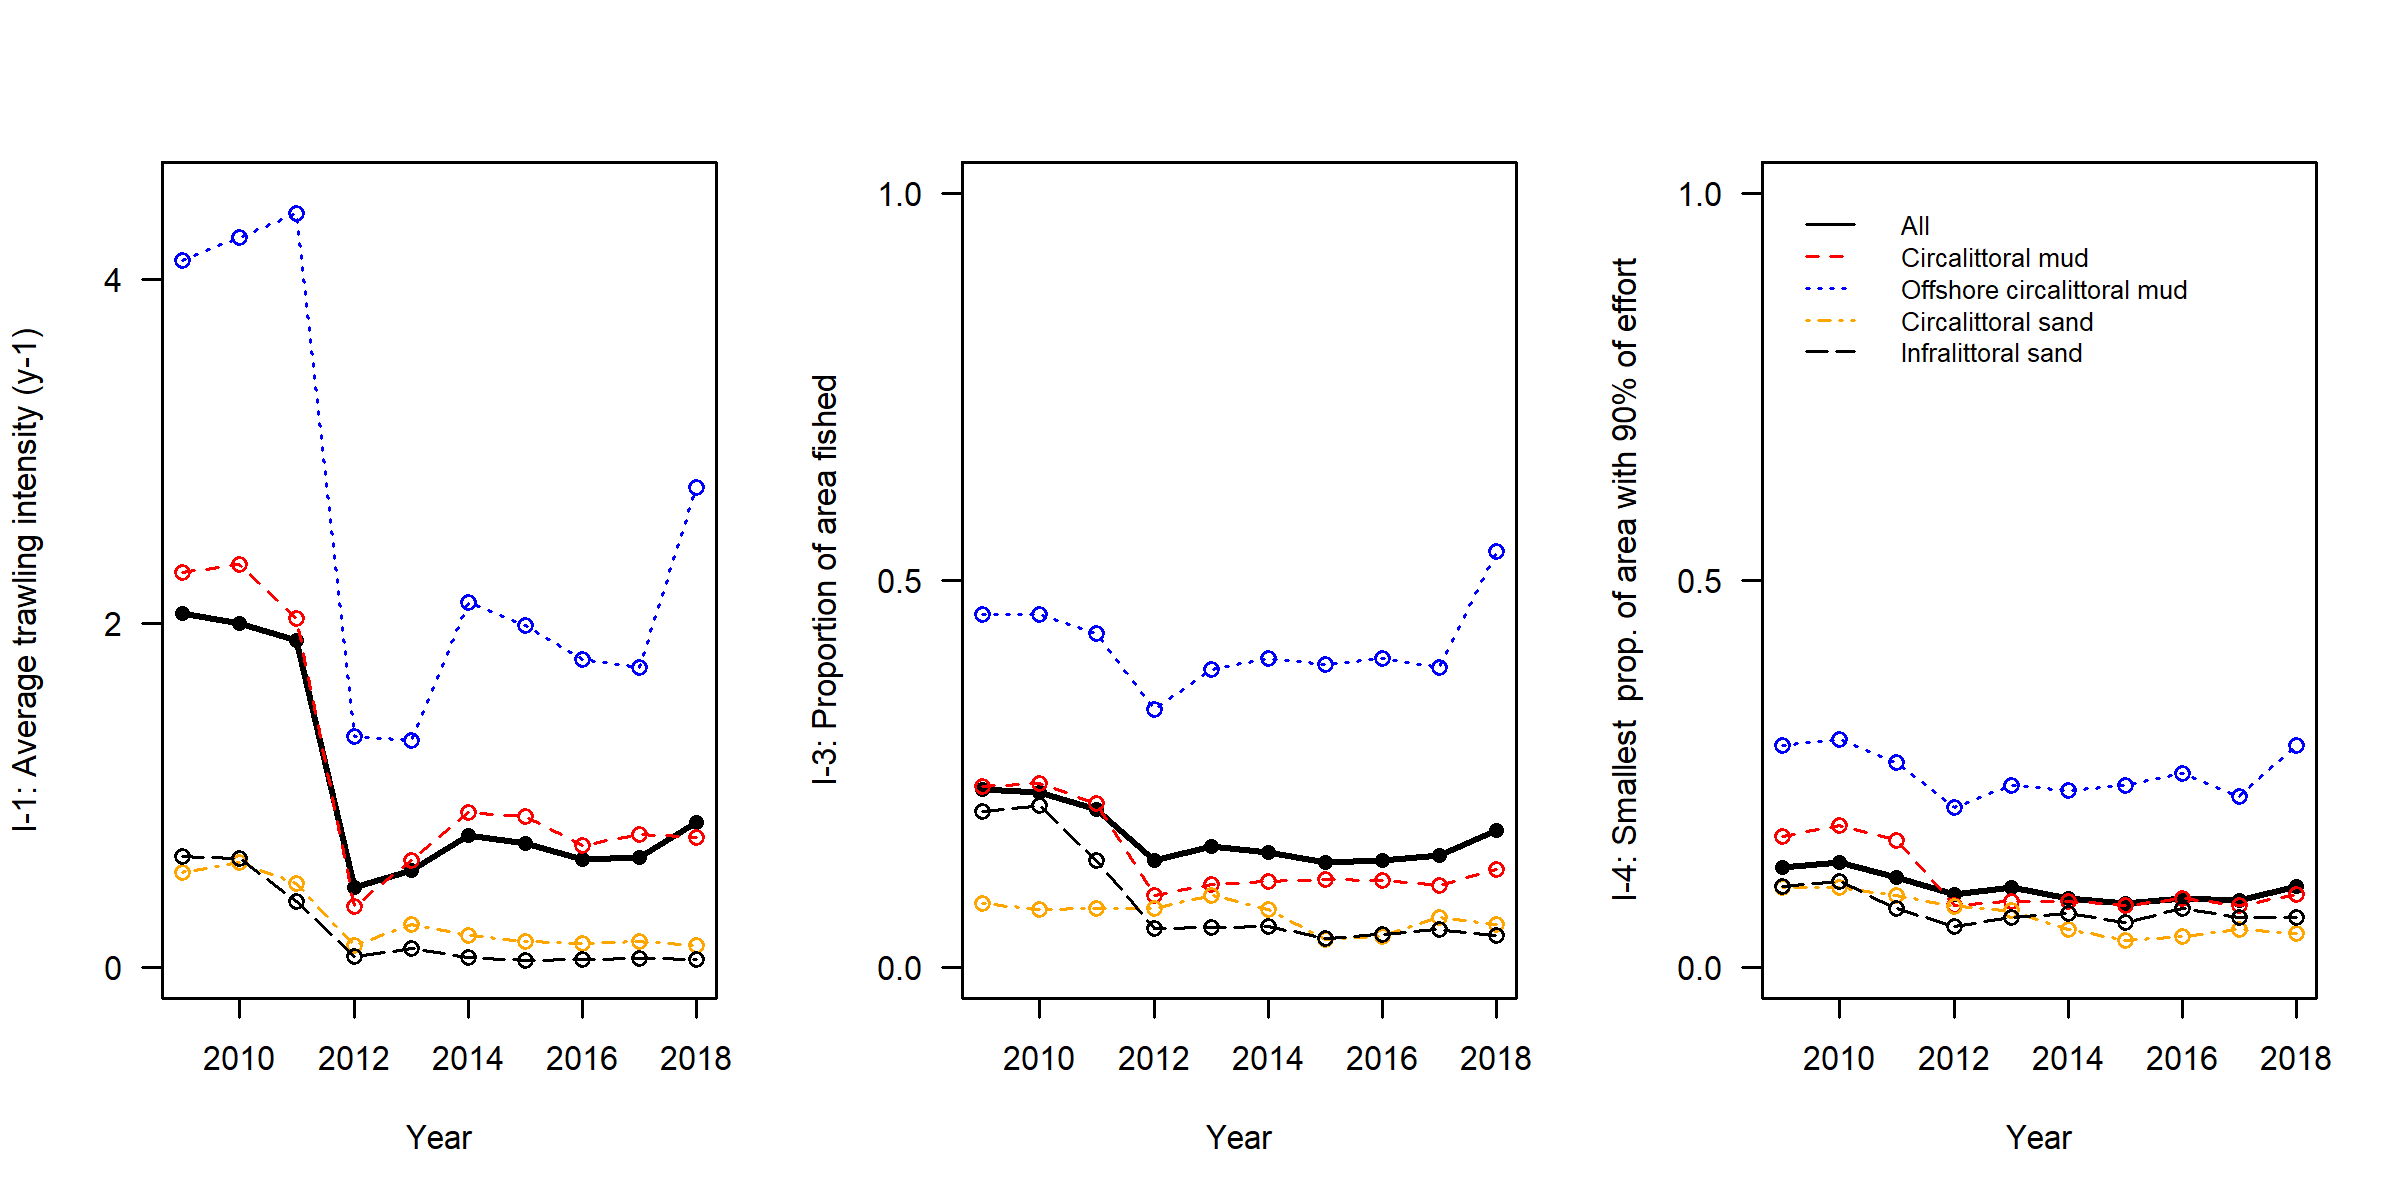 I-1: Average trawling intensity (y-1)
4
2
0
2010 2012 2014 2016 2018
Year
I-3: Proportion of area fished
1.0
0.5
0.0
2010 2012 2014 2016 2018
Year
I-4: Smallest prop. of area with 90% of effort
1.0
0.5
0.0
All
Circalittoral mud
Offshore circalittoral mud
Circalittoral sand
Infralittoral sand
2010 2012 2014 2016 2018
Year